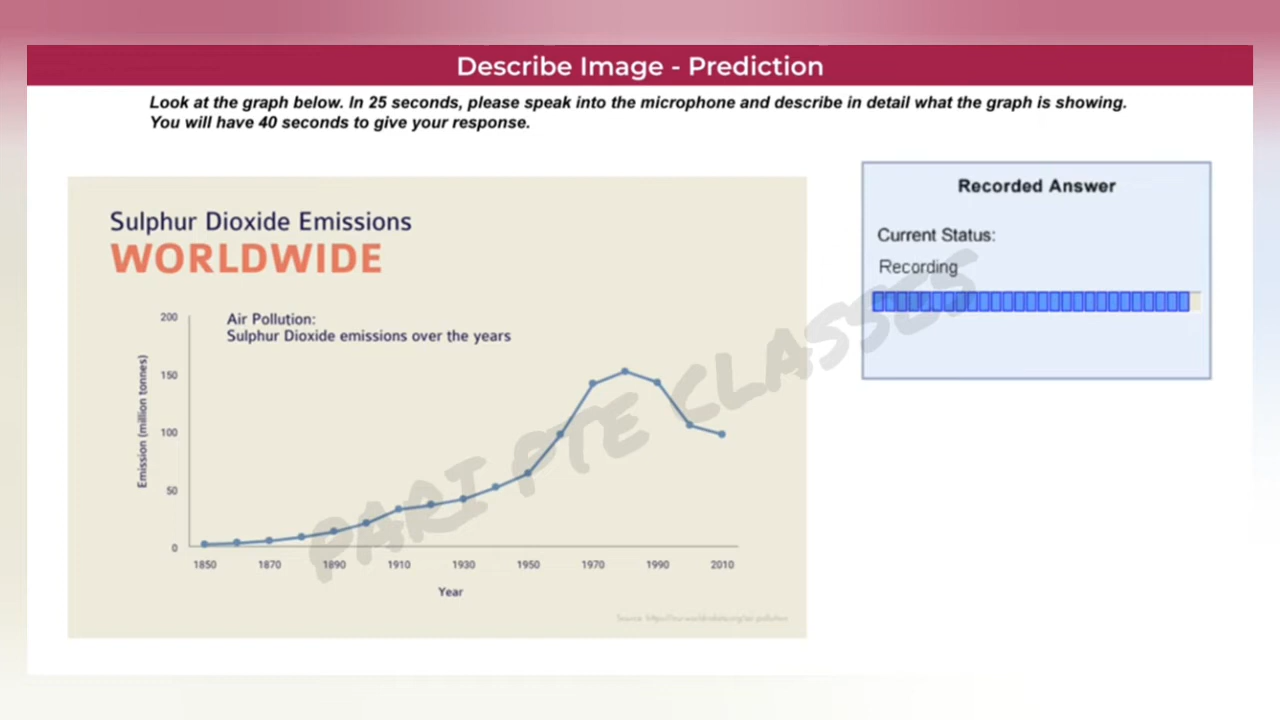 Describe Image - Prediction
Look at the graph below. In 25 seconds, please speak into the microphone and describe in detail what the graph is showing.
You will have 40 seconds to give your response.
Recorded Answer
Current Status:
Recording
Sulphur Dioxide Emissions
WORLDWIDE
Air Pollution:
Sulphur Dioxide emissions over the years
Emission (million tonnes)
200
150
100
50
0
1850 1870 1890 1910 1930 1950 1970 1990 2010
Year
PARI PTE CLASSES